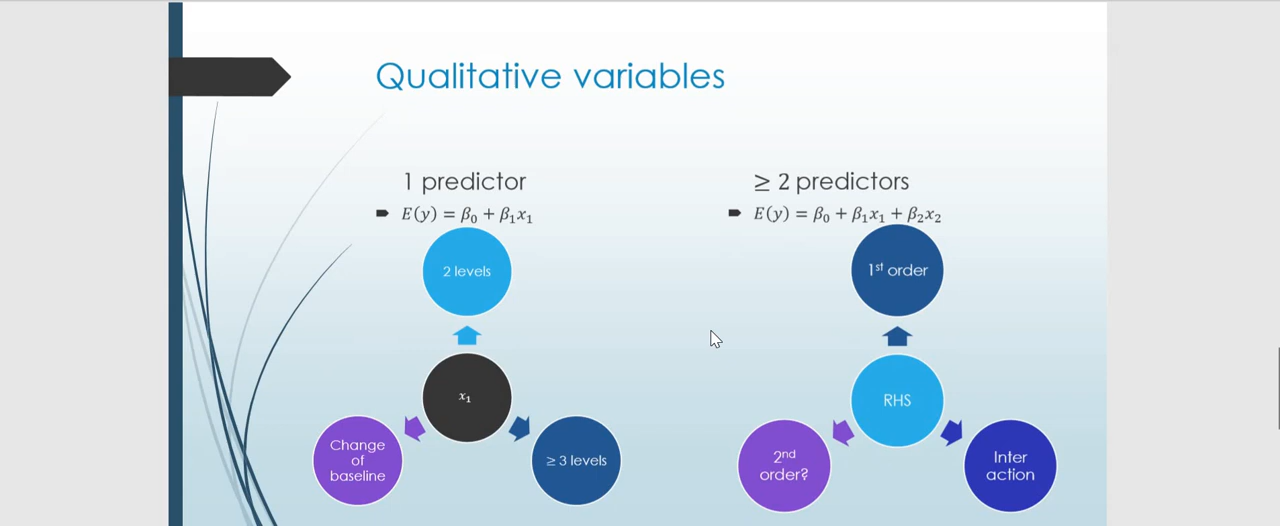 Qualitative variables
1 predictor
E(y) = β₀ + β₁x₁
2 levels
x₁
Change
of
baseline
≥ 3 levels
≥ 2 predictors
E(y) = β₀ + β₁x₁ + β₂x₂
1ˢᵗ order
RHS
2ⁿᵈ
order?
Inter
action